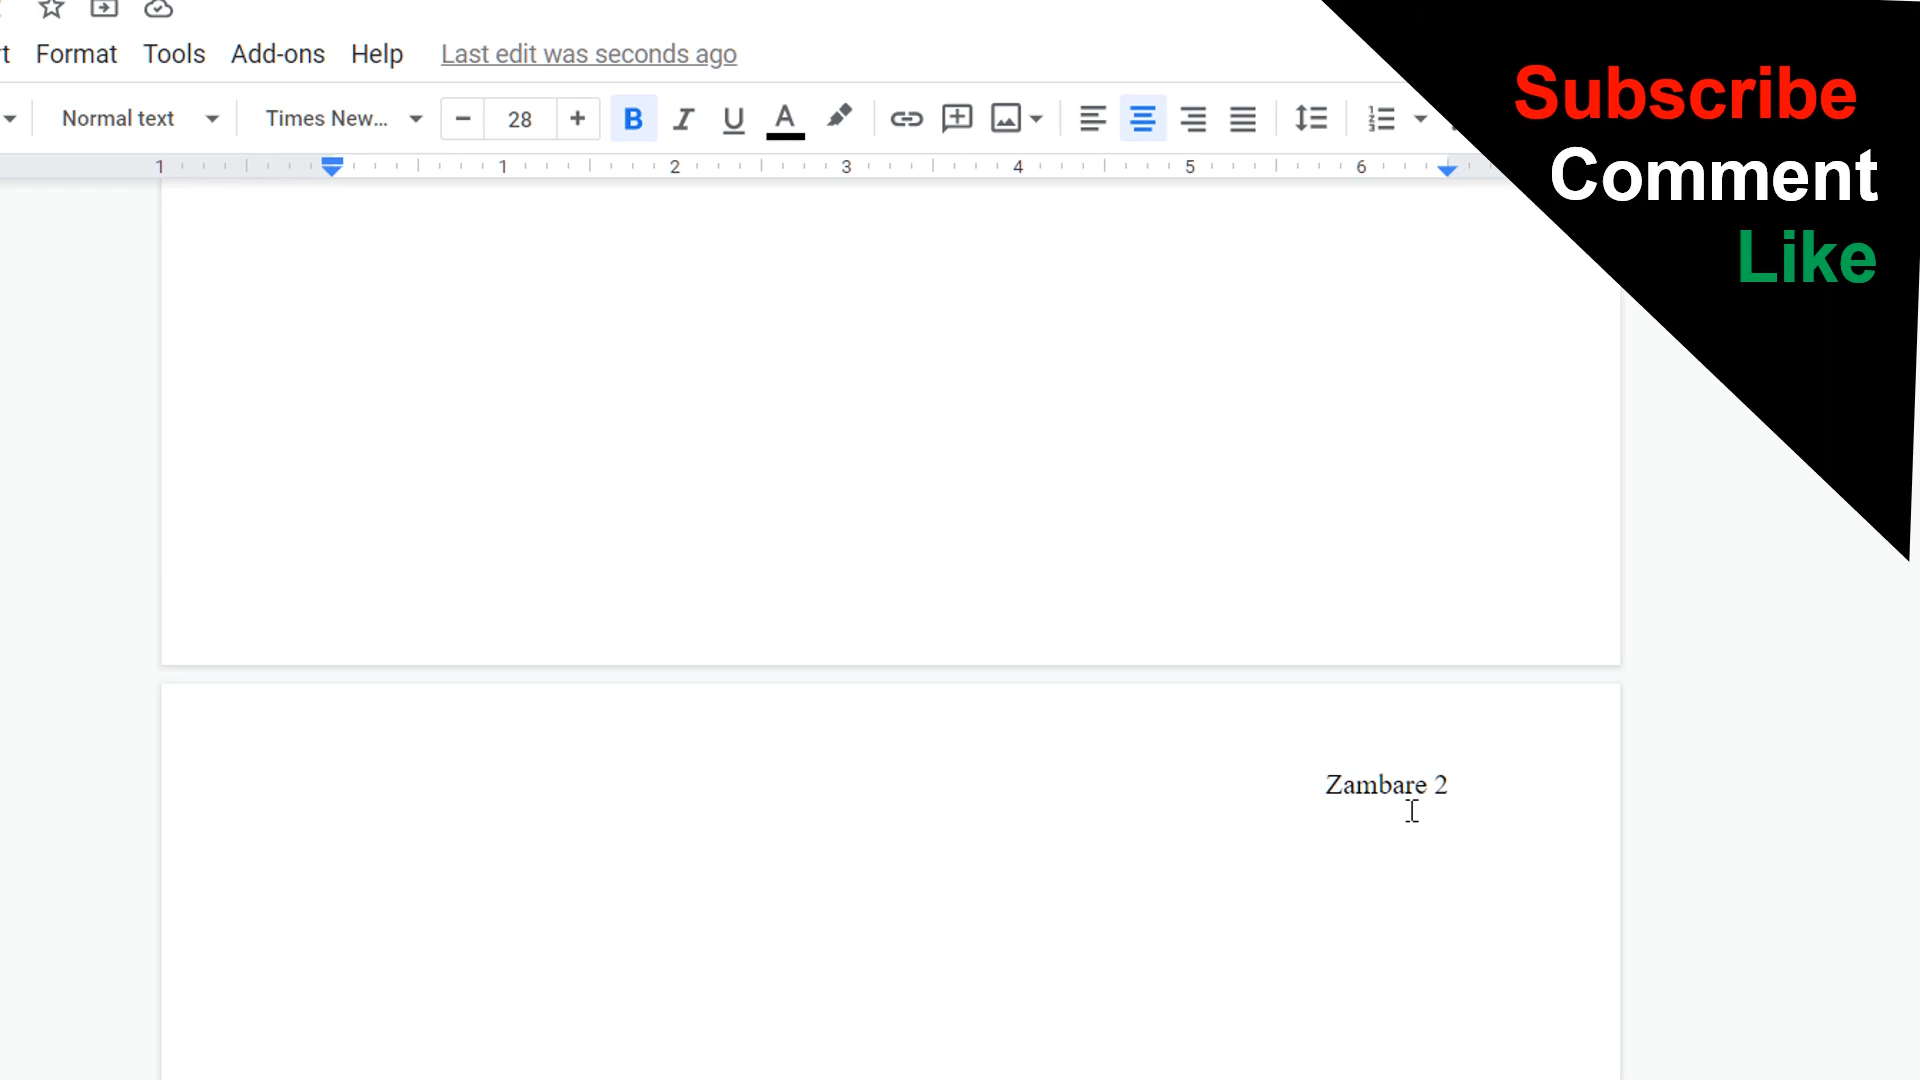 t Format Tools Add-ons Help Last edit was seconds ago
Normal text Times New... 28 B I U A
1 1 2 3 4 5 6
Subscribe
Comment
Like
Zambare 2